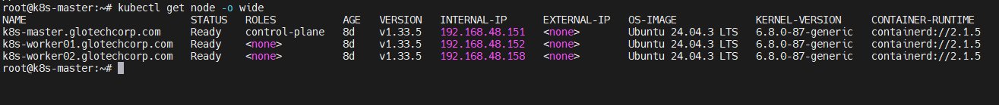 root@k8s-master:~# kubectl get node -o wide
NAME STATUS ROLES AGE VERSION INTERNAL-IP EXTERNAL-IP OS-IMAGE KERNEL-VERSION CONTAINER-RUNTIME
k8s-master.glotechcorp.com Ready control-plane 8d v1.33.5 192.168.48.151 <none> Ubuntu 24.04.3 LTS 6.8.0-87-generic containerd://2.1.5
k8s-worker01.glotechcorp.com Ready <none> 8d v1.33.5 192.168.48.152 <none> Ubuntu 24.04.3 LTS 6.8.0-87-generic containerd://2.1.5
k8s-worker02.glotechcorp.com Ready <none> 8d v1.33.5 192.168.48.158 <none> Ubuntu 24.04.3 LTS 6.8.0-87-generic containerd://2.1.5
root@k8s-master:~#